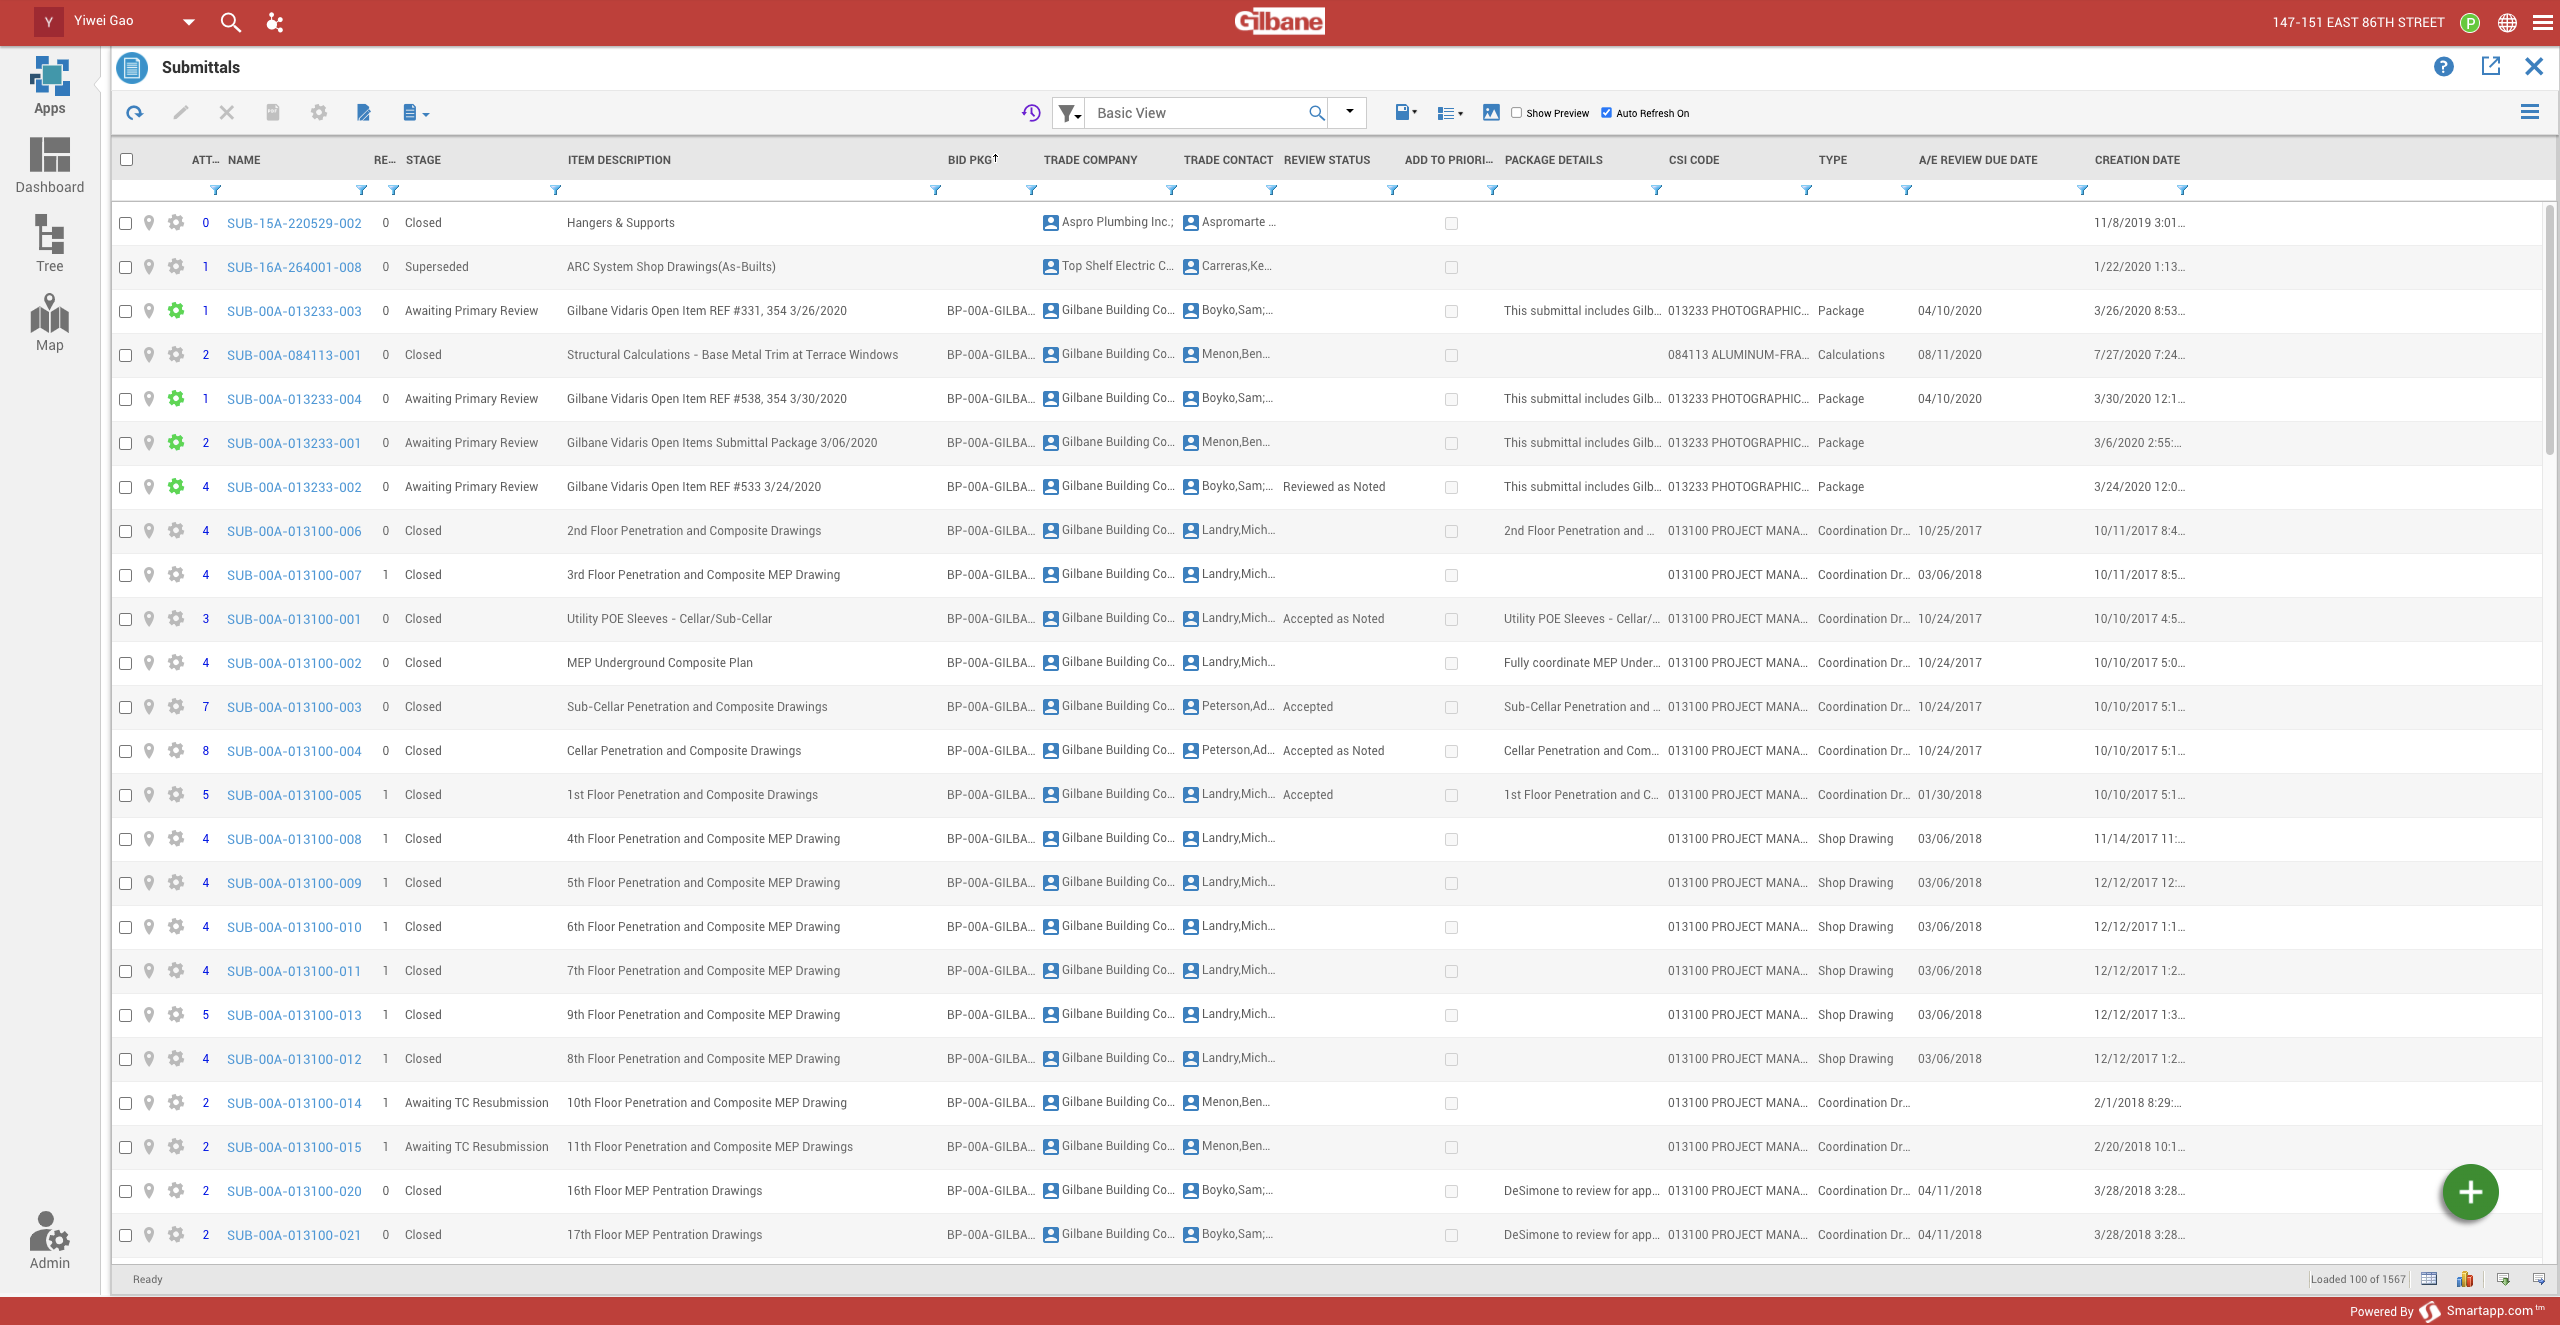 Y Yiwei Gao Gilbane 147-151 EAST 86TH STREET P
Submittals ?
Basic View Show Preview Auto Refresh On
Apps
Dashboard
Tree
Map
Admin
ATT... NAME RE... STAGE ITEM DESCRIPTION BID PKG TRADE COMPANY TRADE CONTACT REVIEW STATUS ADD TO PRIORI... PACKAGE DETAILS CSI CODE TYPE A/E REVIEW DUE DATE CREATION DATE
0 SUB-15A-220529-002 0 Closed Hangers & Supports Aspro Plumbing Inc.; Aspromarte ... 11/8/2019 3:01...
1 SUB-16A-264001-008 0 Superseded ARC System Shop Drawings(As-Builts) Top Shelf Electric C... Carreras,Ke... 1/22/2020 1:13...
1 SUB-00A-013233-003 0 Awaiting Primary Review Gilbane Vidaris Open Item REF #331, 354 3/26/2020 BP-00A-GILBA... Gilbane Building Co... Boyko,Sam;... This submittal includes Gilb... 013233 PHOTOGRAPHIC... Package 04/10/2020 3/26/2020 8:53...
2 SUB-00A-084113-001 0 Closed Structural Calculations - Base Metal Trim at Terrace Windows BP-00A-GILBA... Gilbane Building Co... Menon,Ben... 084113 ALUMINUM-FRA... Calculations 08/11/2020 7/27/2020 7:24...
1 SUB-00A-013233-004 0 Awaiting Primary Review Gilbane Vidaris Open Item REF #538, 354 3/30/2020 BP-00A-GILBA... Gilbane Building Co... Boyko,Sam;... This submittal includes Gilb... 013233 PHOTOGRAPHIC... Package 04/10/2020 3/30/2020 12:1...
2 SUB-00A-013233-001 0 Awaiting Primary Review Gilbane Vidaris Open Items Submittal Package 3/06/2020 BP-00A-GILBA... Gilbane Building Co... Menon,Ben... This submittal includes Gilb... 013233 PHOTOGRAPHIC... Package 3/6/2020 2:55:...
4 SUB-00A-013233-002 0 Awaiting Primary Review Gilbane Vidaris Open Item REF #533 3/24/2020 BP-00A-GILBA... Gilbane Building Co... Boyko,Sam;... Reviewed as Noted This submittal includes Gilb... 013233 PHOTOGRAPHIC... Package 3/24/2020 12:0...
4 SUB-00A-013100-006 0 Closed 2nd Floor Penetration and Composite Drawings BP-00A-GILBA... Gilbane Building Co... Landry,Mich... 2nd Floor Penetration and ... 013100 PROJECT MANA... Coordination Dr... 10/25/2017 10/11/2017 8:4...
4 SUB-00A-013100-007 1 Closed 3rd Floor Penetration and Composite MEP Drawing BP-00A-GILBA... Gilbane Building Co... Landry,Mich... 013100 PROJECT MANA... Coordination Dr... 03/06/2018 10/11/2017 8:5...
3 SUB-00A-013100-001 0 Closed Utility POE Sleeves - Cellar/Sub-Cellar BP-00A-GILBA... Gilbane Building Co... Landry,Mich... Accepted as Noted Utility POE Sleeves - Cellar/... 013100 PROJECT MANA... Coordination Dr... 10/24/2017 10/10/2017 4:5...
4 SUB-00A-013100-002 0 Closed MEP Underground Composite Plan BP-00A-GILBA... Gilbane Building Co... Landry,Mich... Fully coordinate MEP Under... 013100 PROJECT MANA... Coordination Dr... 10/24/2017 10/10/2017 5:0...
7 SUB-00A-013100-003 0 Closed Sub-Cellar Penetration and Composite Drawings BP-00A-GILBA... Gilbane Building Co... Peterson,Ad... Accepted Sub-Cellar Penetration and ... 013100 PROJECT MANA... Coordination Dr... 10/24/2017 10/10/2017 5:1...
8 SUB-00A-013100-004 0 Closed Cellar Penetration and Composite Drawings BP-00A-GILBA... Gilbane Building Co... Peterson,Ad... Accepted as Noted Cellar Penetration and Com... 013100 PROJECT MANA... Coordination Dr... 10/24/2017 10/10/2017 5:1...
5 SUB-00A-013100-005 1 Closed 1st Floor Penetration and Composite Drawings BP-00A-GILBA... Gilbane Building Co... Landry,Mich... Accepted 1st Floor Penetration and C... 013100 PROJECT MANA... Coordination Dr... 01/30/2018 10/10/2017 5:1...
4 SUB-00A-013100-008 1 Closed 4th Floor Penetration and Composite MEP Drawing BP-00A-GILBA... Gilbane Building Co... Landry,Mich... 013100 PROJECT MANA... Shop Drawing 03/06/2018 11/14/2017 11:...
4 SUB-00A-013100-009 1 Closed 5th Floor Penetration and Composite MEP Drawing BP-00A-GILBA... Gilbane Building Co... Landry,Mich... 013100 PROJECT MANA... Shop Drawing 03/06/2018 12/12/2017 12:...
4 SUB-00A-013100-010 1 Closed 6th Floor Penetration and Composite MEP Drawing BP-00A-GILBA... Gilbane Building Co... Landry,Mich... 013100 PROJECT MANA... Shop Drawing 03/06/2018 12/12/2017 1:1...
4 SUB-00A-013100-011 1 Closed 7th Floor Penetration and Composite MEP Drawing BP-00A-GILBA... Gilbane Building Co... Landry,Mich... 013100 PROJECT MANA... Shop Drawing 03/06/2018 12/12/2017 1:2...
5 SUB-00A-013100-013 1 Closed 9th Floor Penetration and Composite MEP Drawing BP-00A-GILBA... Gilbane Building Co... Landry,Mich... 013100 PROJECT MANA... Shop Drawing 03/06/2018 12/12/2017 1:3...
4 SUB-00A-013100-012 1 Closed 8th Floor Penetration and Composite MEP Drawing BP-00A-GILBA... Gilbane Building Co... Landry,Mich... 013100 PROJECT MANA... Shop Drawing 03/06/2018 12/12/2017 1:2...
2 SUB-00A-013100-014 1 Awaiting TC Resubmission 10th Floor Penetration and Composite MEP Drawing BP-00A-GILBA... Gilbane Building Co... Menon,Ben... 013100 PROJECT MANA... Coordination Dr... 2/1/2018 8:29:...
2 SUB-00A-013100-015 1 Awaiting TC Resubmission 11th Floor Penetration and Composite MEP Drawings BP-00A-GILBA... Gilbane Building Co... Menon,Ben... 013100 PROJECT MANA... Coordination Dr... 2/20/2018 10:1...
2 SUB-00A-013100-020 0 Closed 16th Floor MEP Pentration Drawings BP-00A-GILBA... Gilbane Building Co... Boyko,Sam;... DeSimone to review for app... 013100 PROJECT MANA... Coordination Dr... 04/11/2018 3/28/2018 3:28...
2 SUB-00A-013100-021 0 Closed 17th Floor MEP Pentration Drawings BP-00A-GILBA... Gilbane Building Co... Boyko,Sam;... DeSimone to review for app... 013100 PROJECT MANA... Coordination Dr... 04/11/2018 3/28/2018 3:28...
Ready Loaded 100 of 1567
Powered By Smartapp.com™